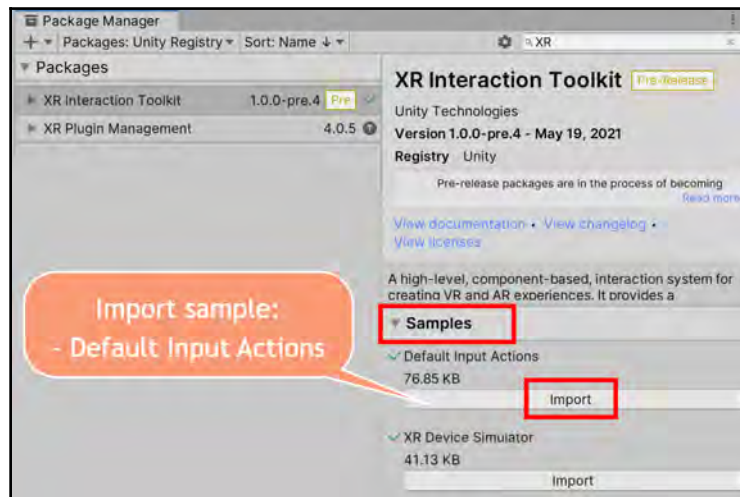 Package Manager
Packages: Unity Registry Sort: Name ↓ XR
Packages
XR Interaction Toolkit 1.0.0-pre.4 Pre
XR Plugin Management 4.0.5
XR Interaction Toolkit Pre-Release
Unity Technologies
Version 1.0.0-pre.4 - May 19, 2021
Registry Unity
Pre-release packages are in the process of becoming
Read more
View documentation • View changelog •
View licenses
A high-level, component-based, interaction system for
creating VR and AR experiences. It provides a
Import sample:
- Default Input Actions
Samples
Default Input Actions
76.85 KB
Import
XR Device Simulator
41.13 KB
Import